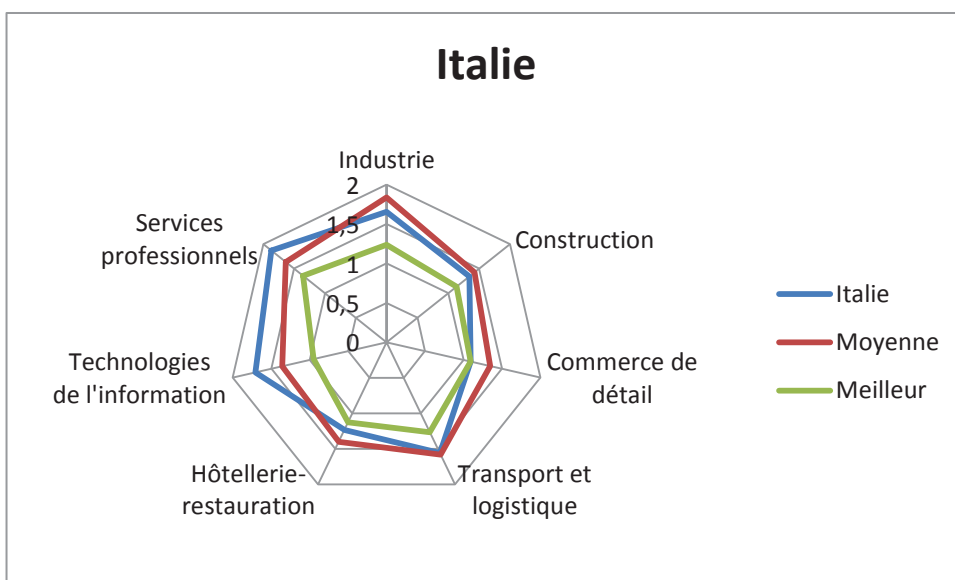 Italie
Industrie
2
1,5
1
0,5
0
Construction
Commerce de
détail
Transport et
logistique
Hôtellerie-
restauration
Technologies
de l'information
Services
professionnels
Italie
Moyenne
Meilleur